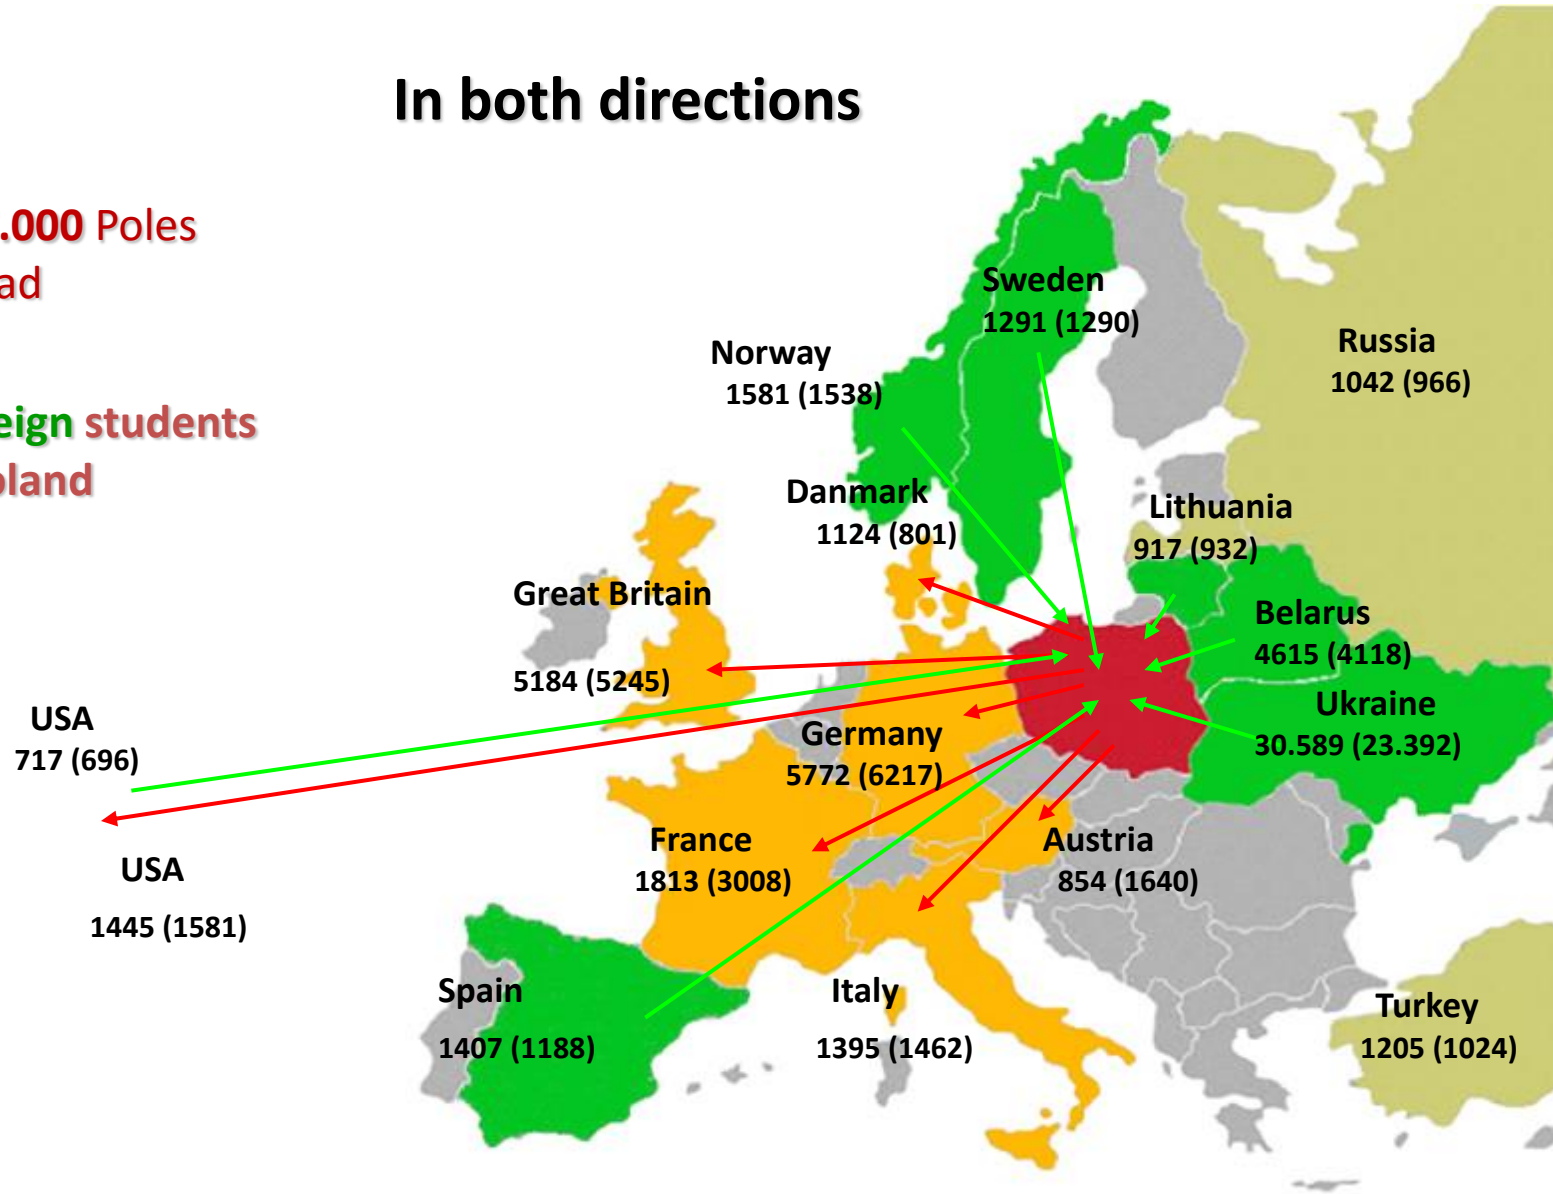 In both directions
.000 Poles
ad
eign students
oland
Sweden
1291 (1290)
Norway
1581 (1538)
Russia
1042 (966)
Danmark
1124 (801)
Lithuania
917 (932)
Great Britain
5184 (5245)
Belarus
4615 (4118)
Ukraine
30.589 (23.392)
USA
717 (696)
Germany
5772 (6217)
France
1813 (3008)
Austria
854 (1640)
USA
1445 (1581)
Spain
1407 (1188)
Italy
1395 (1462)
Turkey
1205 (1024)